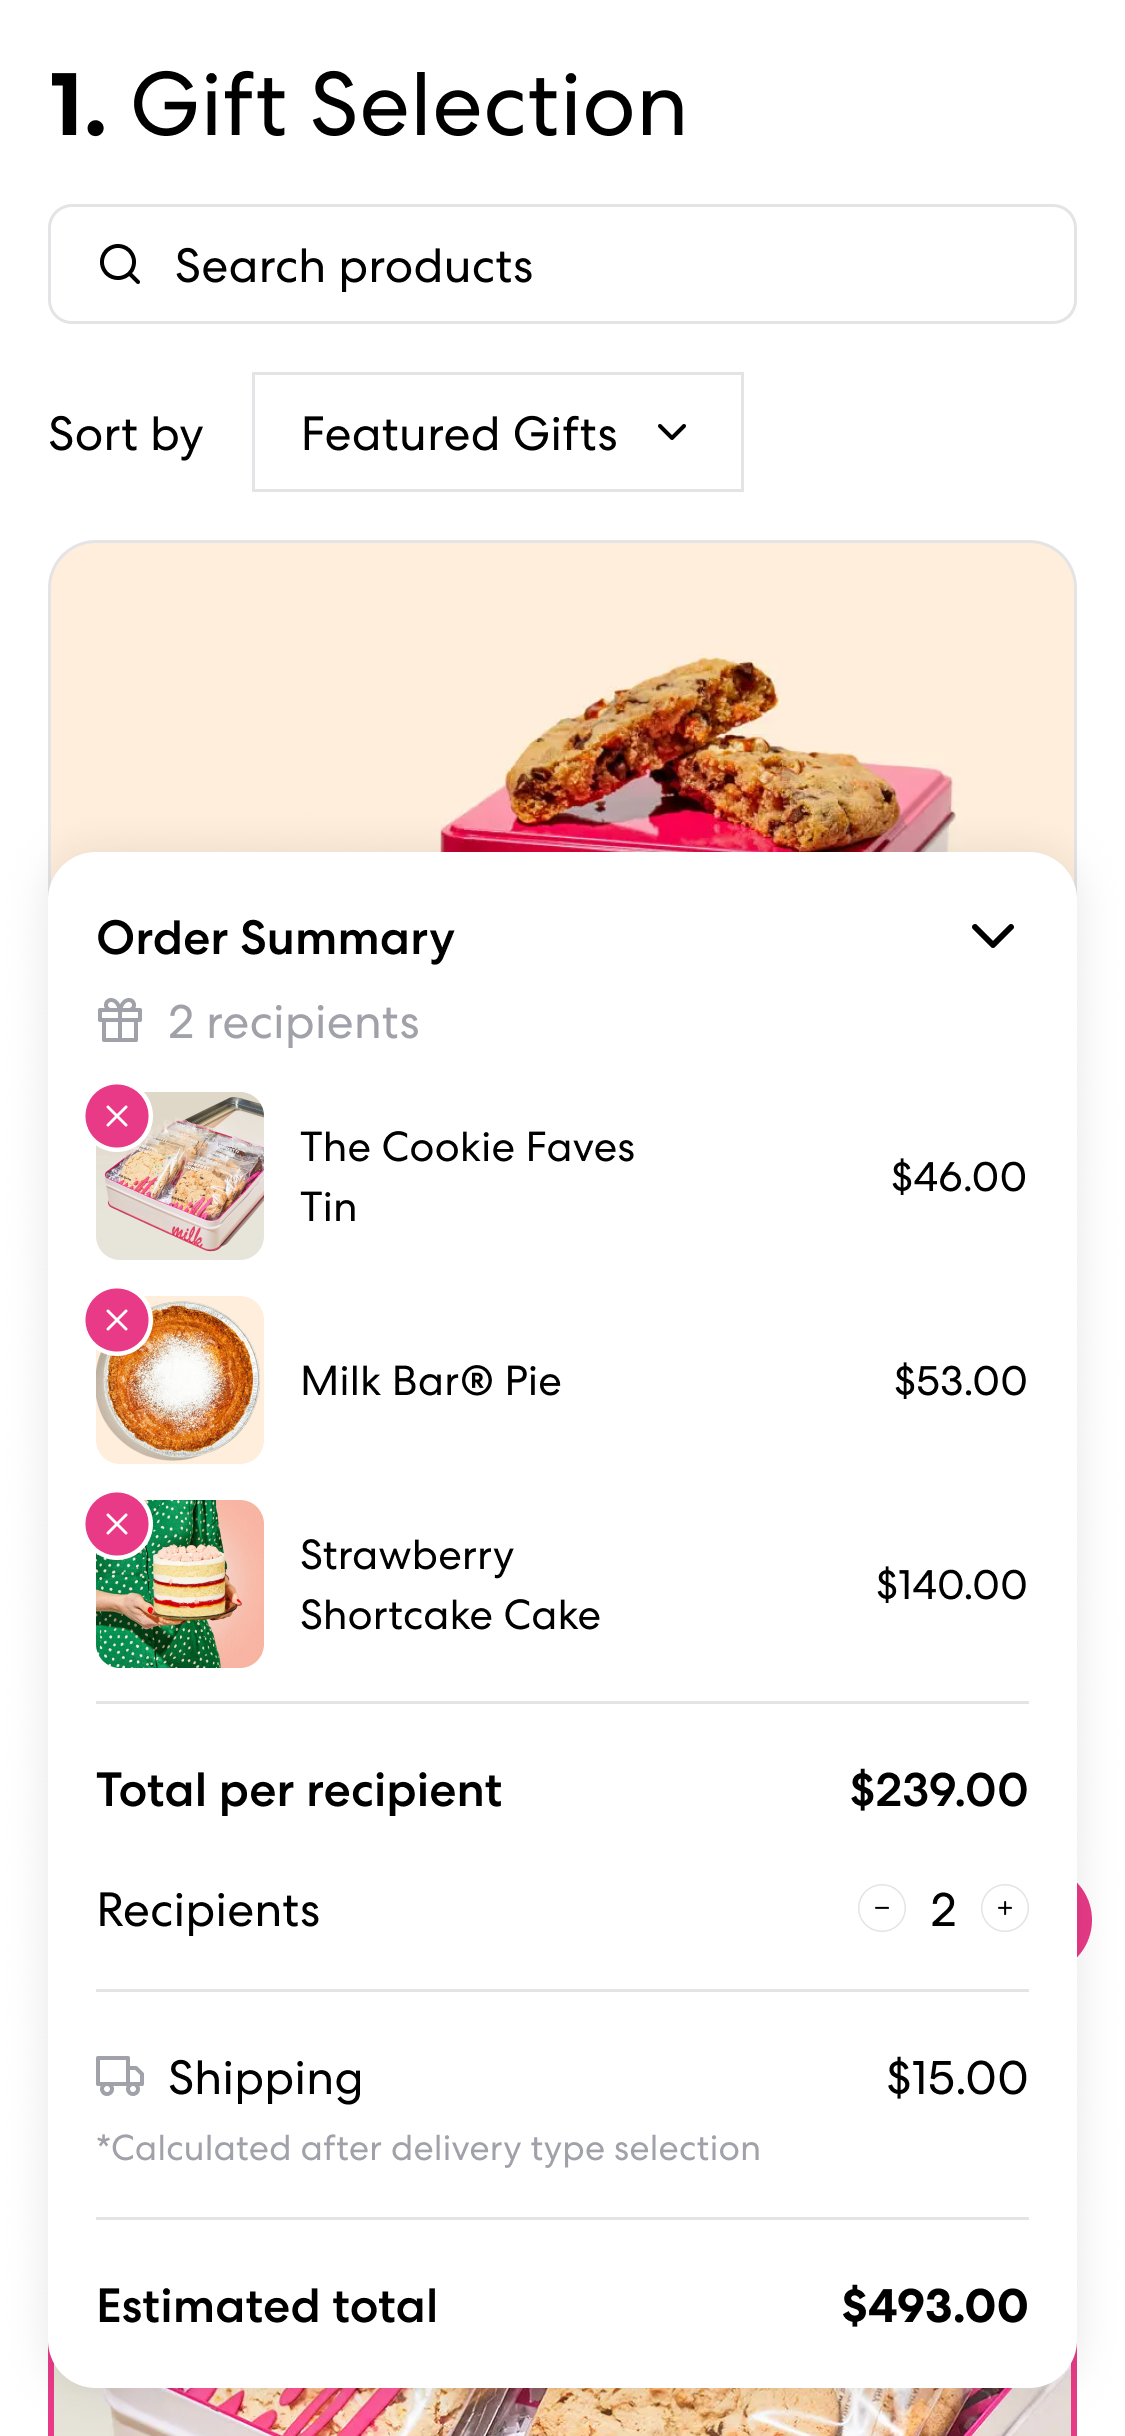 1. Gift Selection
Search products
Sort by
Featured Gifts
Order Summary
2 recipients
The Cookie Faves
Tin
$46.00
milk
Milk Bar® Pie
$53.00
Strawberry
Shortcake Cake
$140.00
Total per recipient
$239.00
Recipients
2
Shipping
$15.00
*Calculated after delivery type selection
Estimated total
$493.00